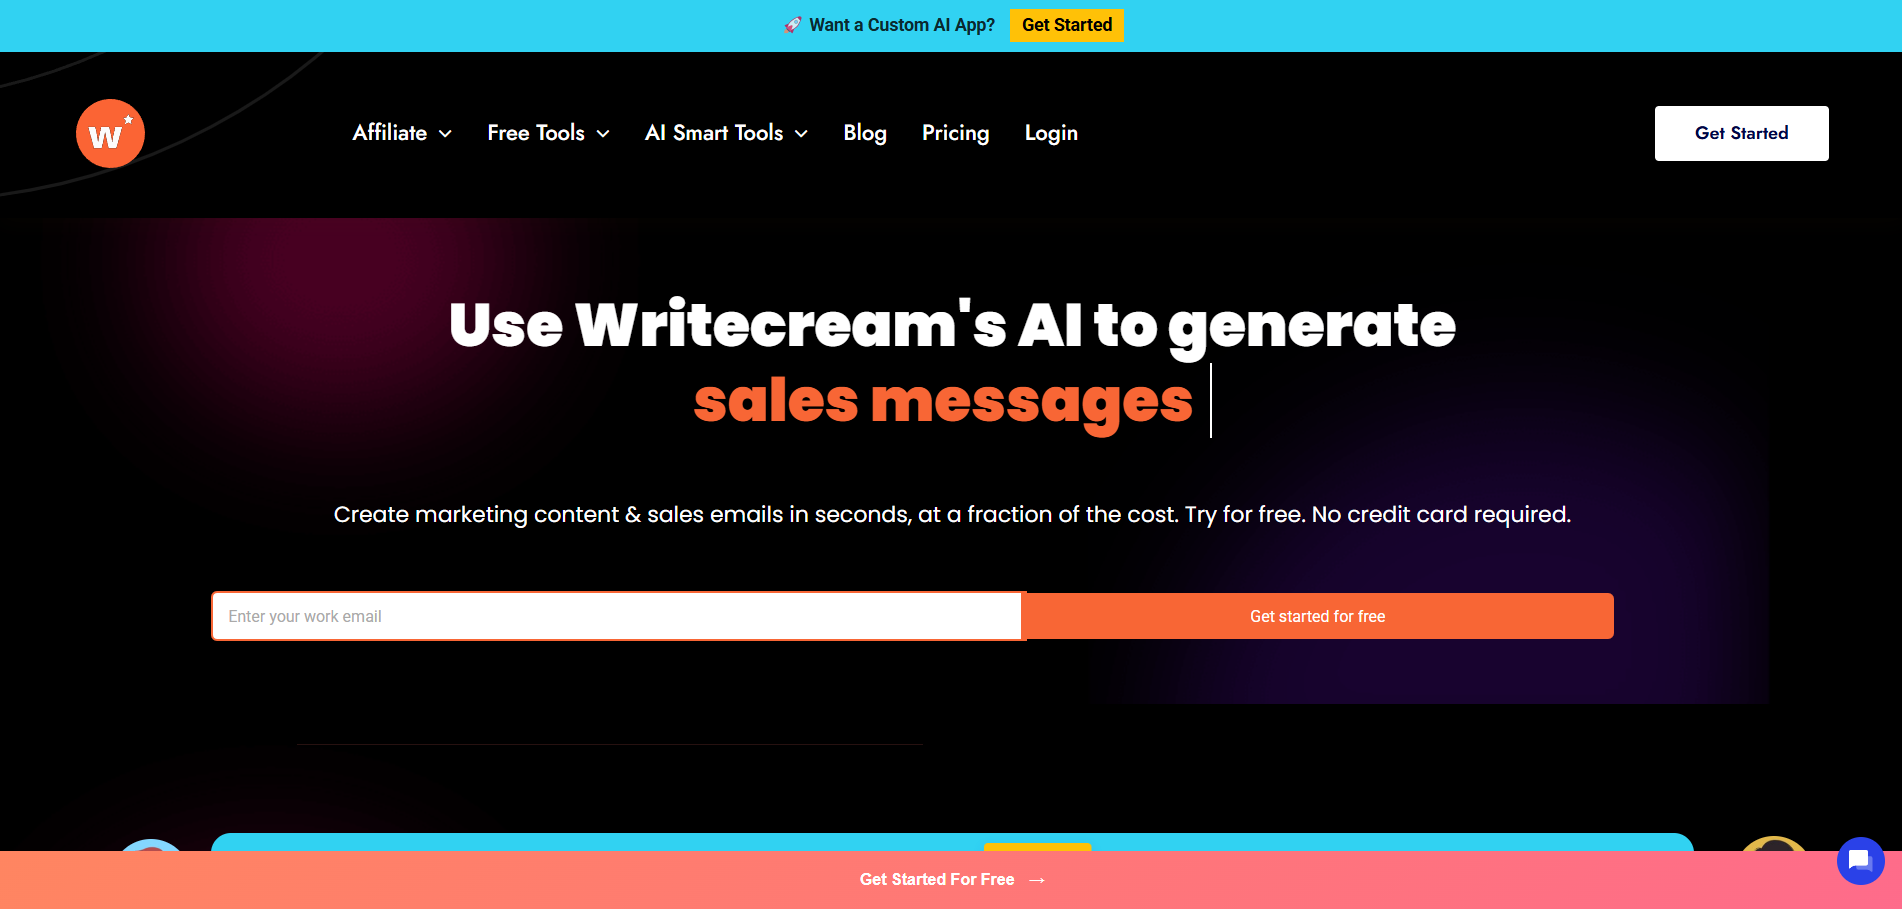 🚀 Want a Custom AI App? Get Started
W
Affiliate Free Tools AI Smart Tools Blog Pricing Login Get Started
Use Writecream's AI to generate
sales messages
Create marketing content & sales emails in seconds, at a fraction of the cost. Try for free. No credit card required.
Enter your work email Get started for free
Get Started For Free →